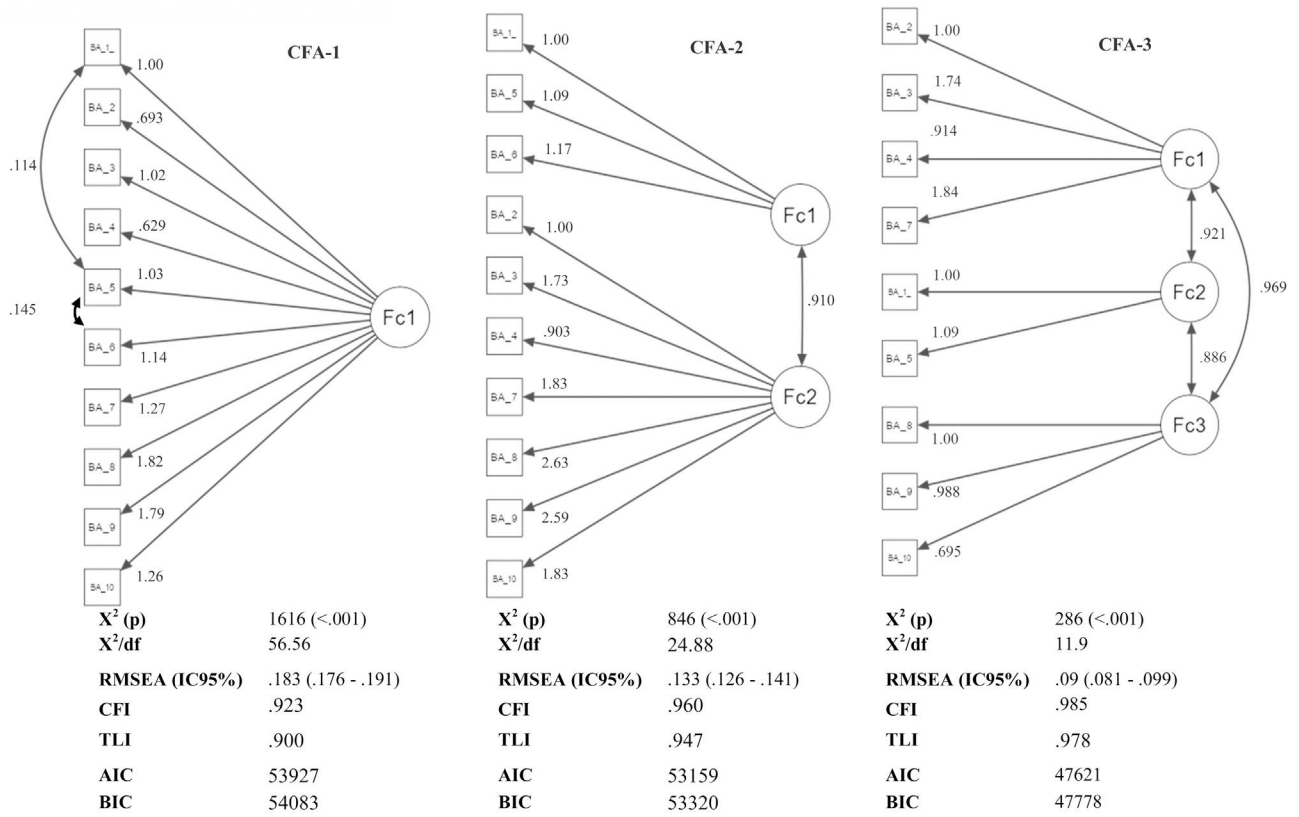 CFA-1
BA_1_
1.00
BA_2
.693
BA_3
1.02
.114
BA_4
.629
BA_5
1.03
.145
BA_6
1.14
Fc1
BA_7
1.27
BA_8
1.82
BA_9
1.79
BA_10
1.26
X² (p) 1616 (<.001)
X²/df 56.56
RMSEA (IC95%) .183 (.176 - .191)
CFI .923
TLI .900
AIC 53927
BIC 54083
CFA-2
BA_1_
1.00
BA_5
1.09
BA_6
1.17
Fc1
BA_2
1.00
BA_3
1.73
.910
BA_4
.903
BA_7
1.83
Fc2
BA_8
2.63
BA_9
2.59
BA_10
1.83
X² (p) 846 (<.001)
X²/df 24.88
RMSEA (IC95%) .133 (.126 - .141)
CFI .960
TLI .947
AIC 53159
BIC 53320
CFA-3
BA_2
1.00
BA_3
1.74
BA_4
.914
Fc1
BA_7
1.84
.921
BA_1_
1.00
Fc2
.969
BA_5
1.09
.886
BA_8
1.00
Fc3
BA_9
.988
BA_10
.695
X² (p) 286 (<.001)
X²/df 11.9
RMSEA (IC95%) .09 (.081 - .099)
CFI .985
TLI .978
AIC 47621
BIC 47778